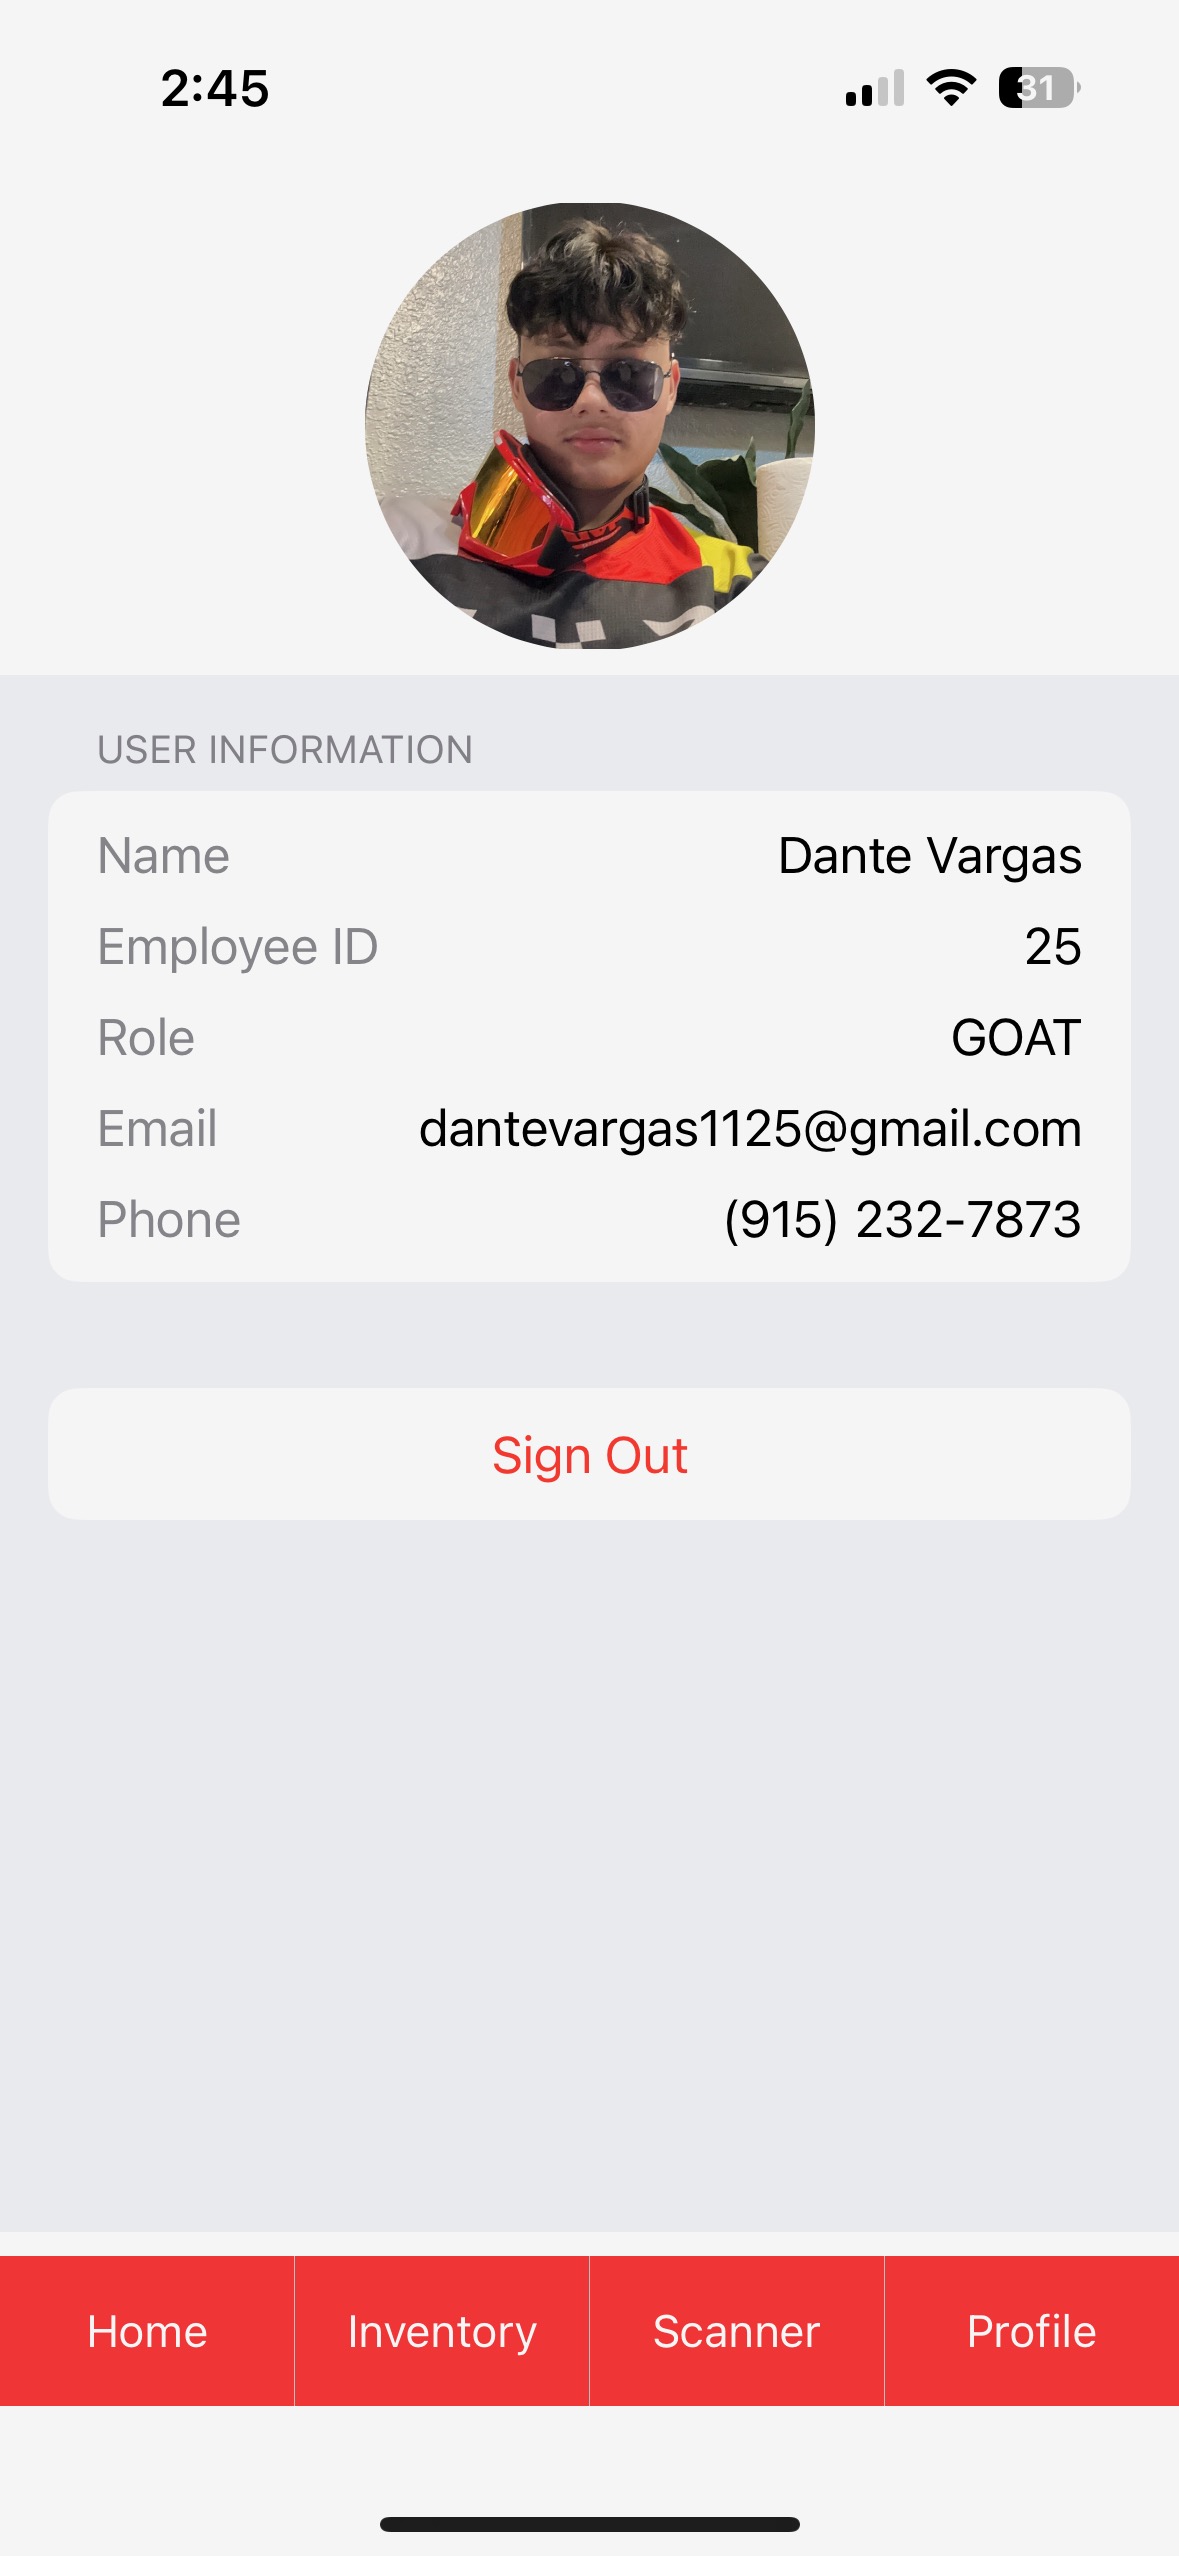 2:45
31
USER INFORMATION
Name Dante Vargas
Employee ID 25
Role GOAT
Email dantevargas1125@gmail.com
Phone (915) 232-7873
Sign Out
Home Inventory Scanner Profile